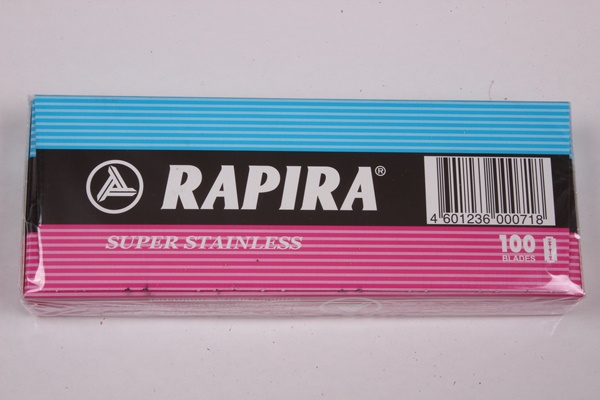 RAPIRA®
4 601236 000718
SUPER STAINLESS
100
BLADES